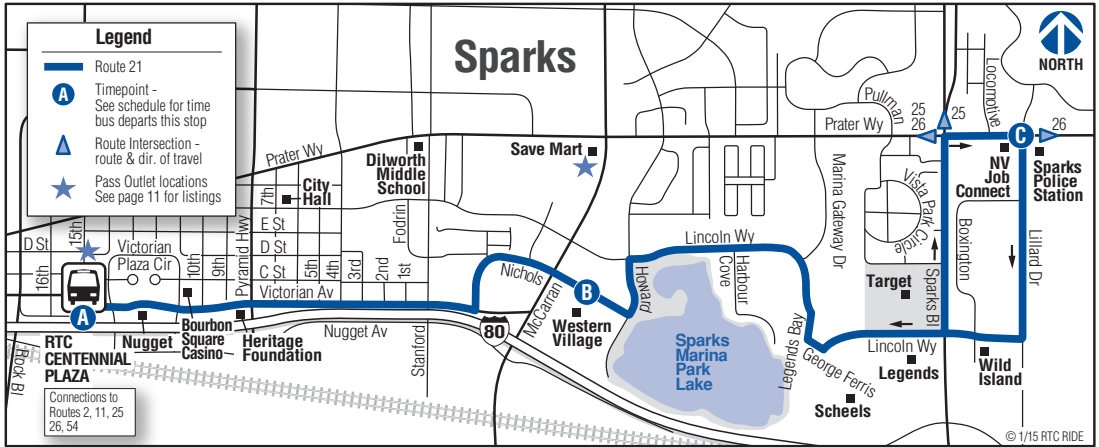 Legend
Route 21
A
Timepoint -
See schedule for time
bus departs this stop
Route Intersection -
route & dir. of travel
Pass Outlet locations
See page 11 for listings
Sparks
NORTH
Locomotive
Pullman
25
26
25
26
Prater Wy
C
NV
Job
Connect
Sparks
Police
Station
Save Mart
Dilworth
Middle
School
Prater Wy
City
Hall
7th
Pyramid Hwy
E St
D St
C St
Victorian Av
5th
4th
3rd
2nd
1st
Fodrin
D St
15th
16th
Victorian
Plaza Cir
10th
9th
Nichols
McCarran
B
Western
Village
Howard
Lincoln Wy
Harbour
Cove
Marina Gateway Dr
Vista Park
Circle
Target
Sparks Bl
Boxington
Lillard Dr
A
RTC
CENTENNIAL
PLAZA
Rock Bl
Nugget
Bourbon
Square
Casino
Heritage
Foundation
Nugget Av
Stanford
80
Sparks
Marina
Park
Lake
Legends Bay
George Ferris
Scheels
Lincoln Wy
Legends
Wild
Island
Connections to
Routes 2, 11, 25
26, 54
© 1/15 RTC RIDE